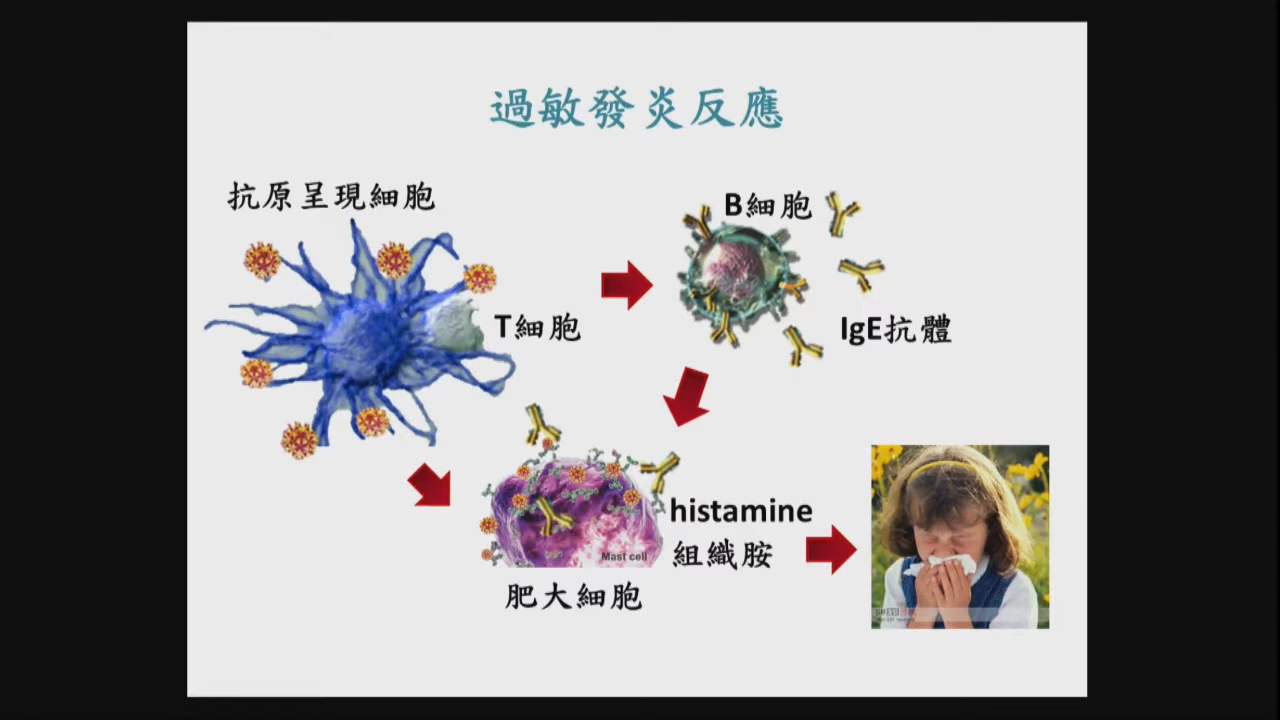 過敏發炎反應
抗原呈現細胞
B細胞
T細胞
IgE抗體
histamine
組織胺
Mast cell
肥大細胞